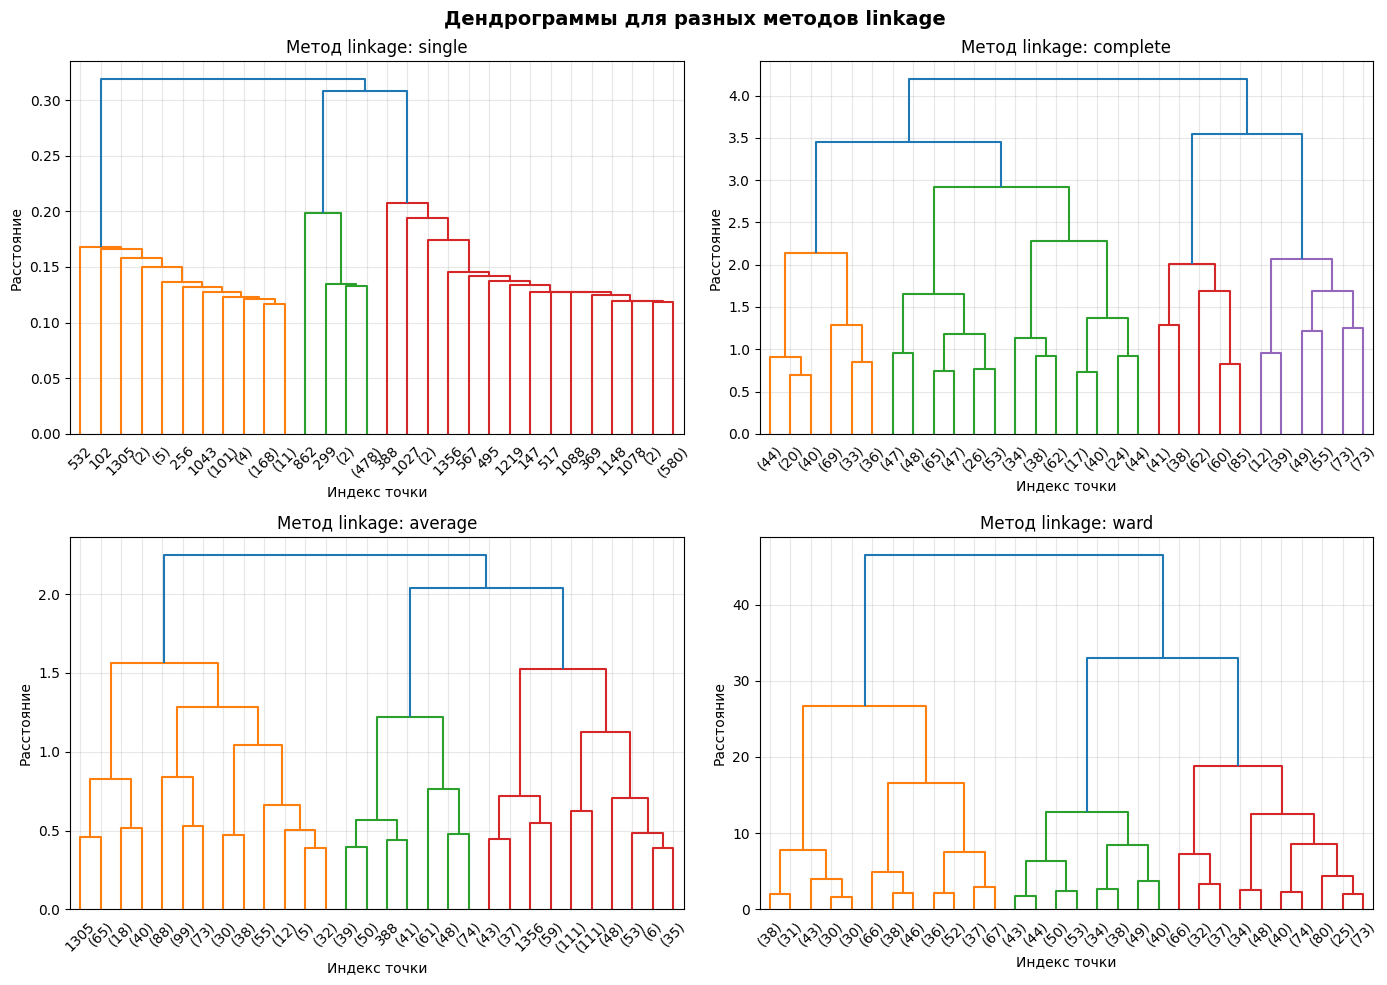 Дендрограммы для разных методов linkage
Метод linkage: single
0.30
0.25
0.20
0.15
0.10
0.05
0.00
Расстояние
532 102 1305 (2) (5) 256 1043 (101) (4) (168) (11) 862 299 (2) (478) 388 1027 (2) 1356 567 495 1219 147 517 1088 369 1148 1078 (2) (580)
Индекс точки
Метод linkage: complete
4.0
3.5
3.0
2.5
2.0
1.5
1.0
0.5
0.0
Расстояние
(44) (20) (40) (69) (33) (36) (47) (48) (65) (47) (26) (53) (34) (38) (62) (17) (40) (24) (44) (41) (38) (62) (60) (85) (12) (39) (49) (55) (73) (73)
Индекс точки
Метод linkage: average
2.0
1.5
1.0
0.5
0.0
Расстояние
1305 (65) (18) (40) (88) (99) (73) (30) (38) (55) (12) (5) (32) (39) (50) 388 (41) (61) (48) (74) (43) (37) 1356 (59) (111) (111) (48) (53) (6) (35)
Индекс точки
Метод linkage: ward
40
30
20
10
0
Расстояние
(38) (31) (43) (30) (30) (66) (38) (46) (36) (52) (37) (67) (43) (44) (50) (53) (34) (38) (49) (40) (66) (32) (37) (34) (48) (40) (74) (80) (25) (73)
Индекс точки